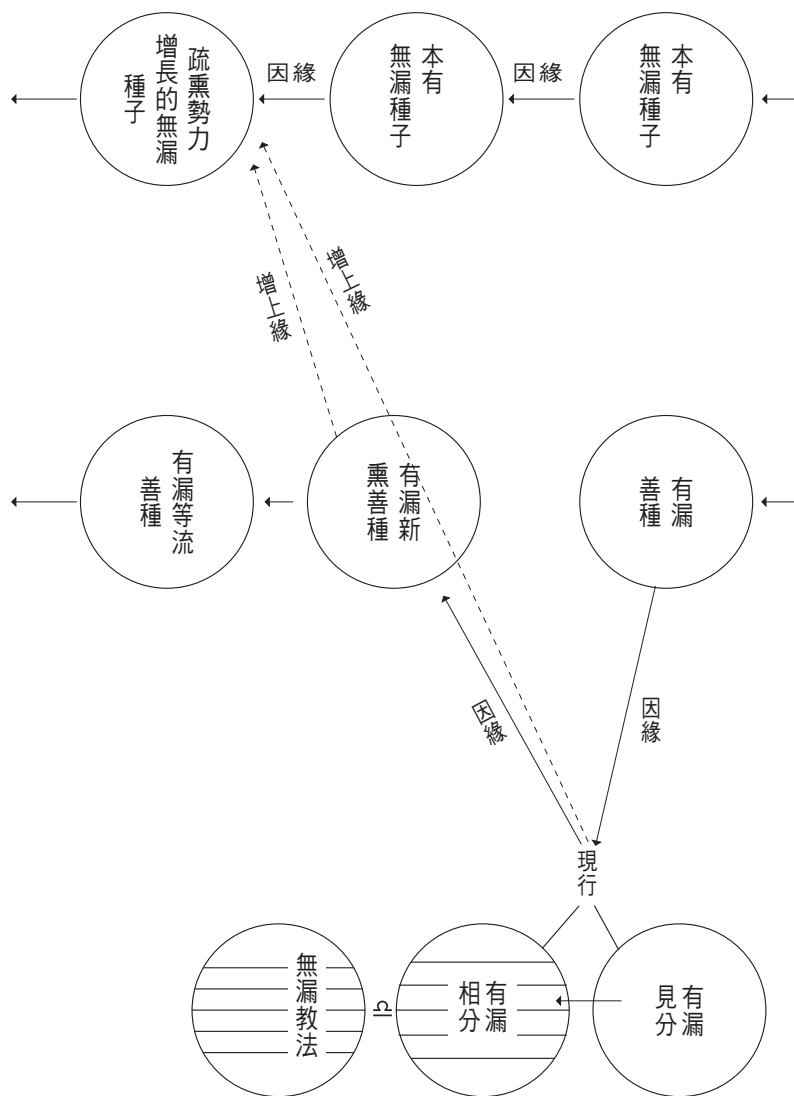 本有
無漏種子
因緣
本有
無漏種子
因緣
疏熏勢力
增長的無漏
種子
增上緣
增上緣
有漏
善種
有漏新
熏善種
有漏等流
善種
因緣
因緣
現行
有漏
見分
有漏
相分
無漏教法